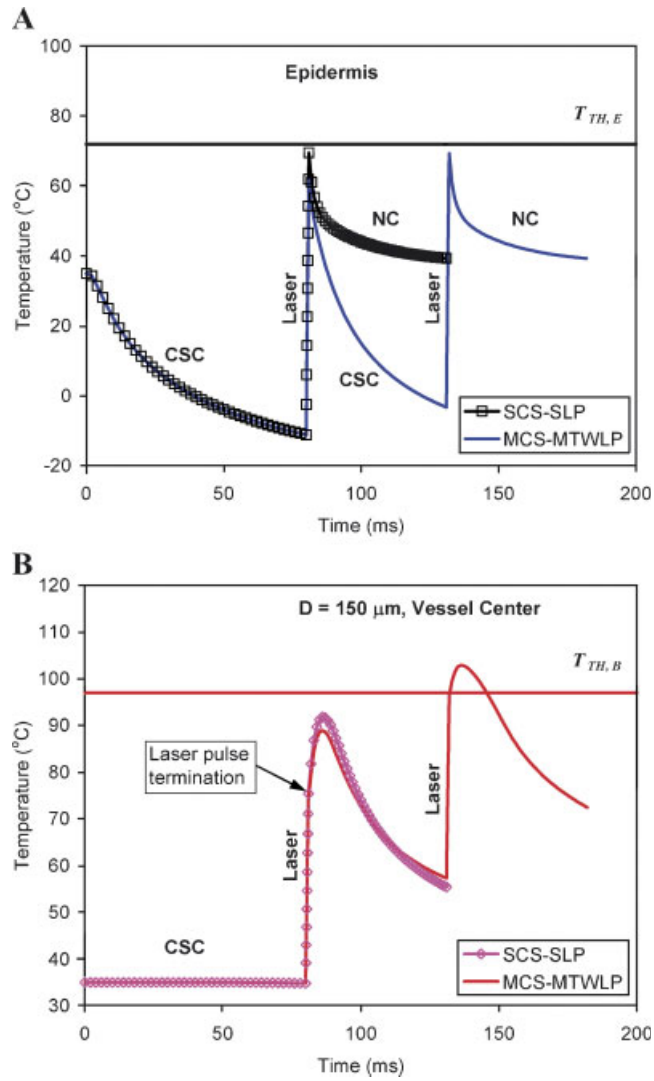 A
Epidermis
T TH, E
100
80
60
40
20
0
-20
Temperature (°C)
CSC
Laser
NC
CSC
Laser
NC
SCS-SLP
MCS-MTWLP
0
50
100
150
200
Time (ms)
B
D = 150 μm, Vessel Center
T TH, B
120
110
100
90
80
70
60
50
40
30
Temperature (°C)
Laser pulse
termination
Laser
Laser
CSC
SCS-SLP
MCS-MTWLP
0
50
100
150
200
Time (ms)